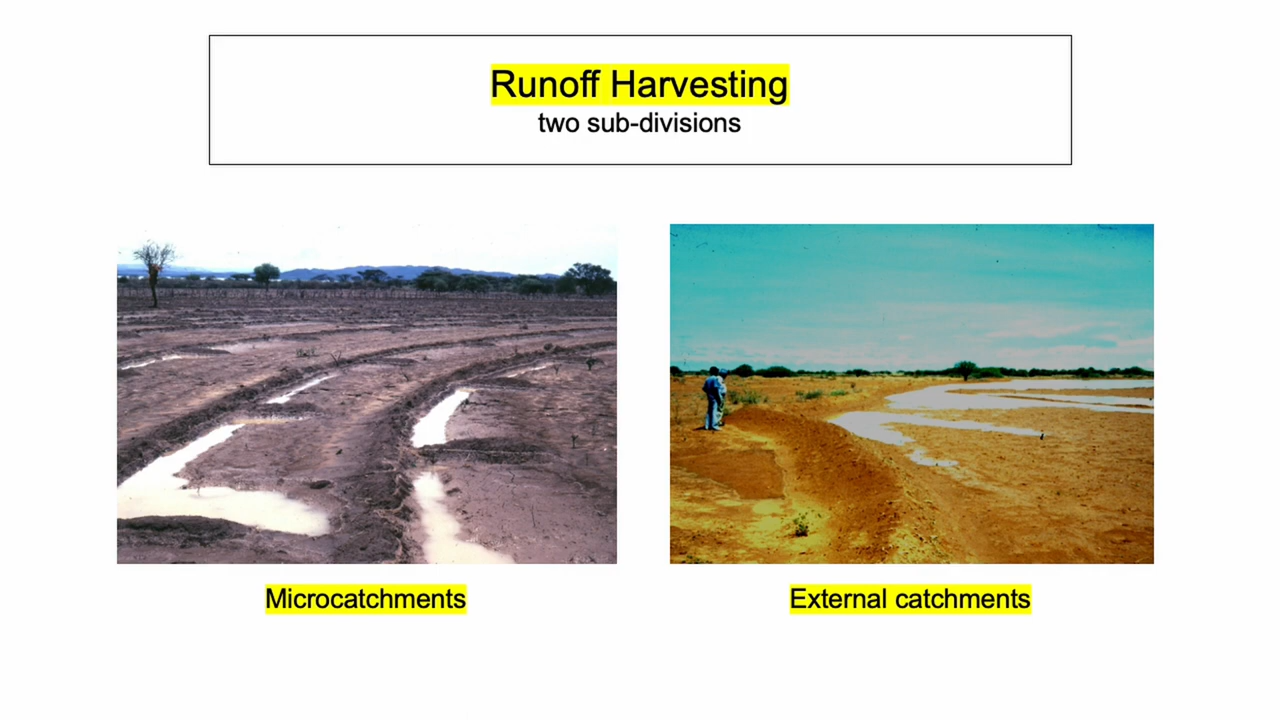 Runoff Harvesting
two sub-divisions
Microcatchments
External catchments